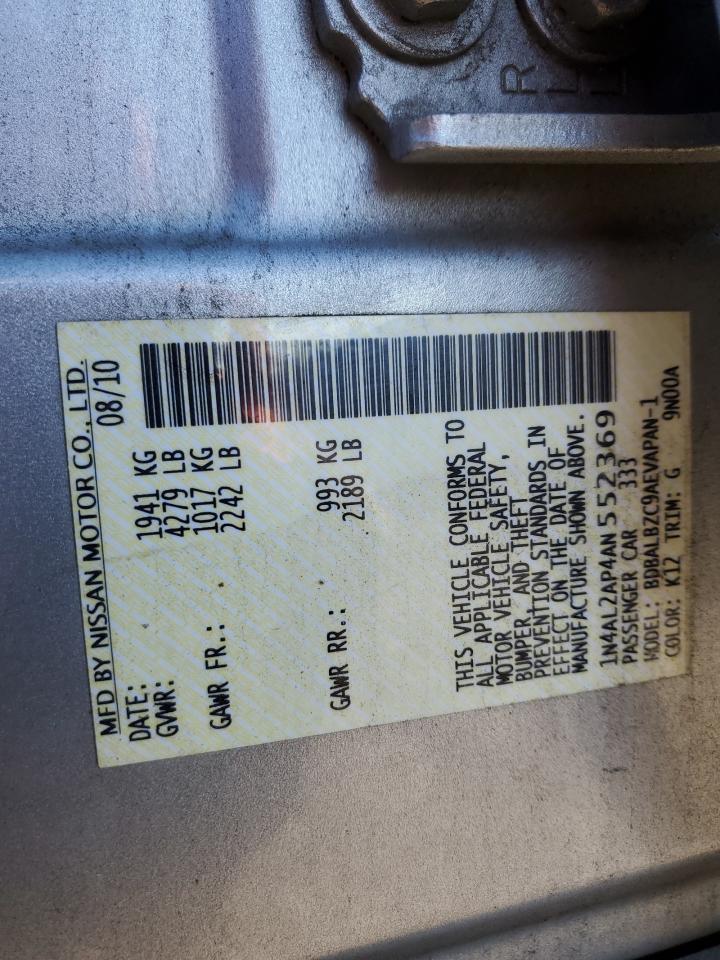 MFD BY NISSAN MOTOR CO., LTD.
DATE: 08/10
GVWR: 1941 KG
4279 LB
GAWR FR.: 1017 KG
2242 LB
GAWR RR.: 993 KG
2189 LB
THIS VEHICLE CONFORMS TO
ALL APPLICABLE FEDERAL
MOTOR VEHICLE SAFETY,
BUMPER, AND THEFT
PREVENTION STANDARDS IN
EFFECT ON THE DATE OF
MANUFACTURE SHOWN ABOVE.
1N4AL2AP4AN552369
PASSENGER CAR 333
MODEL: BDBALBZC9AEVAPAN-1
COLOR: K12 TRIM: G 9N00A